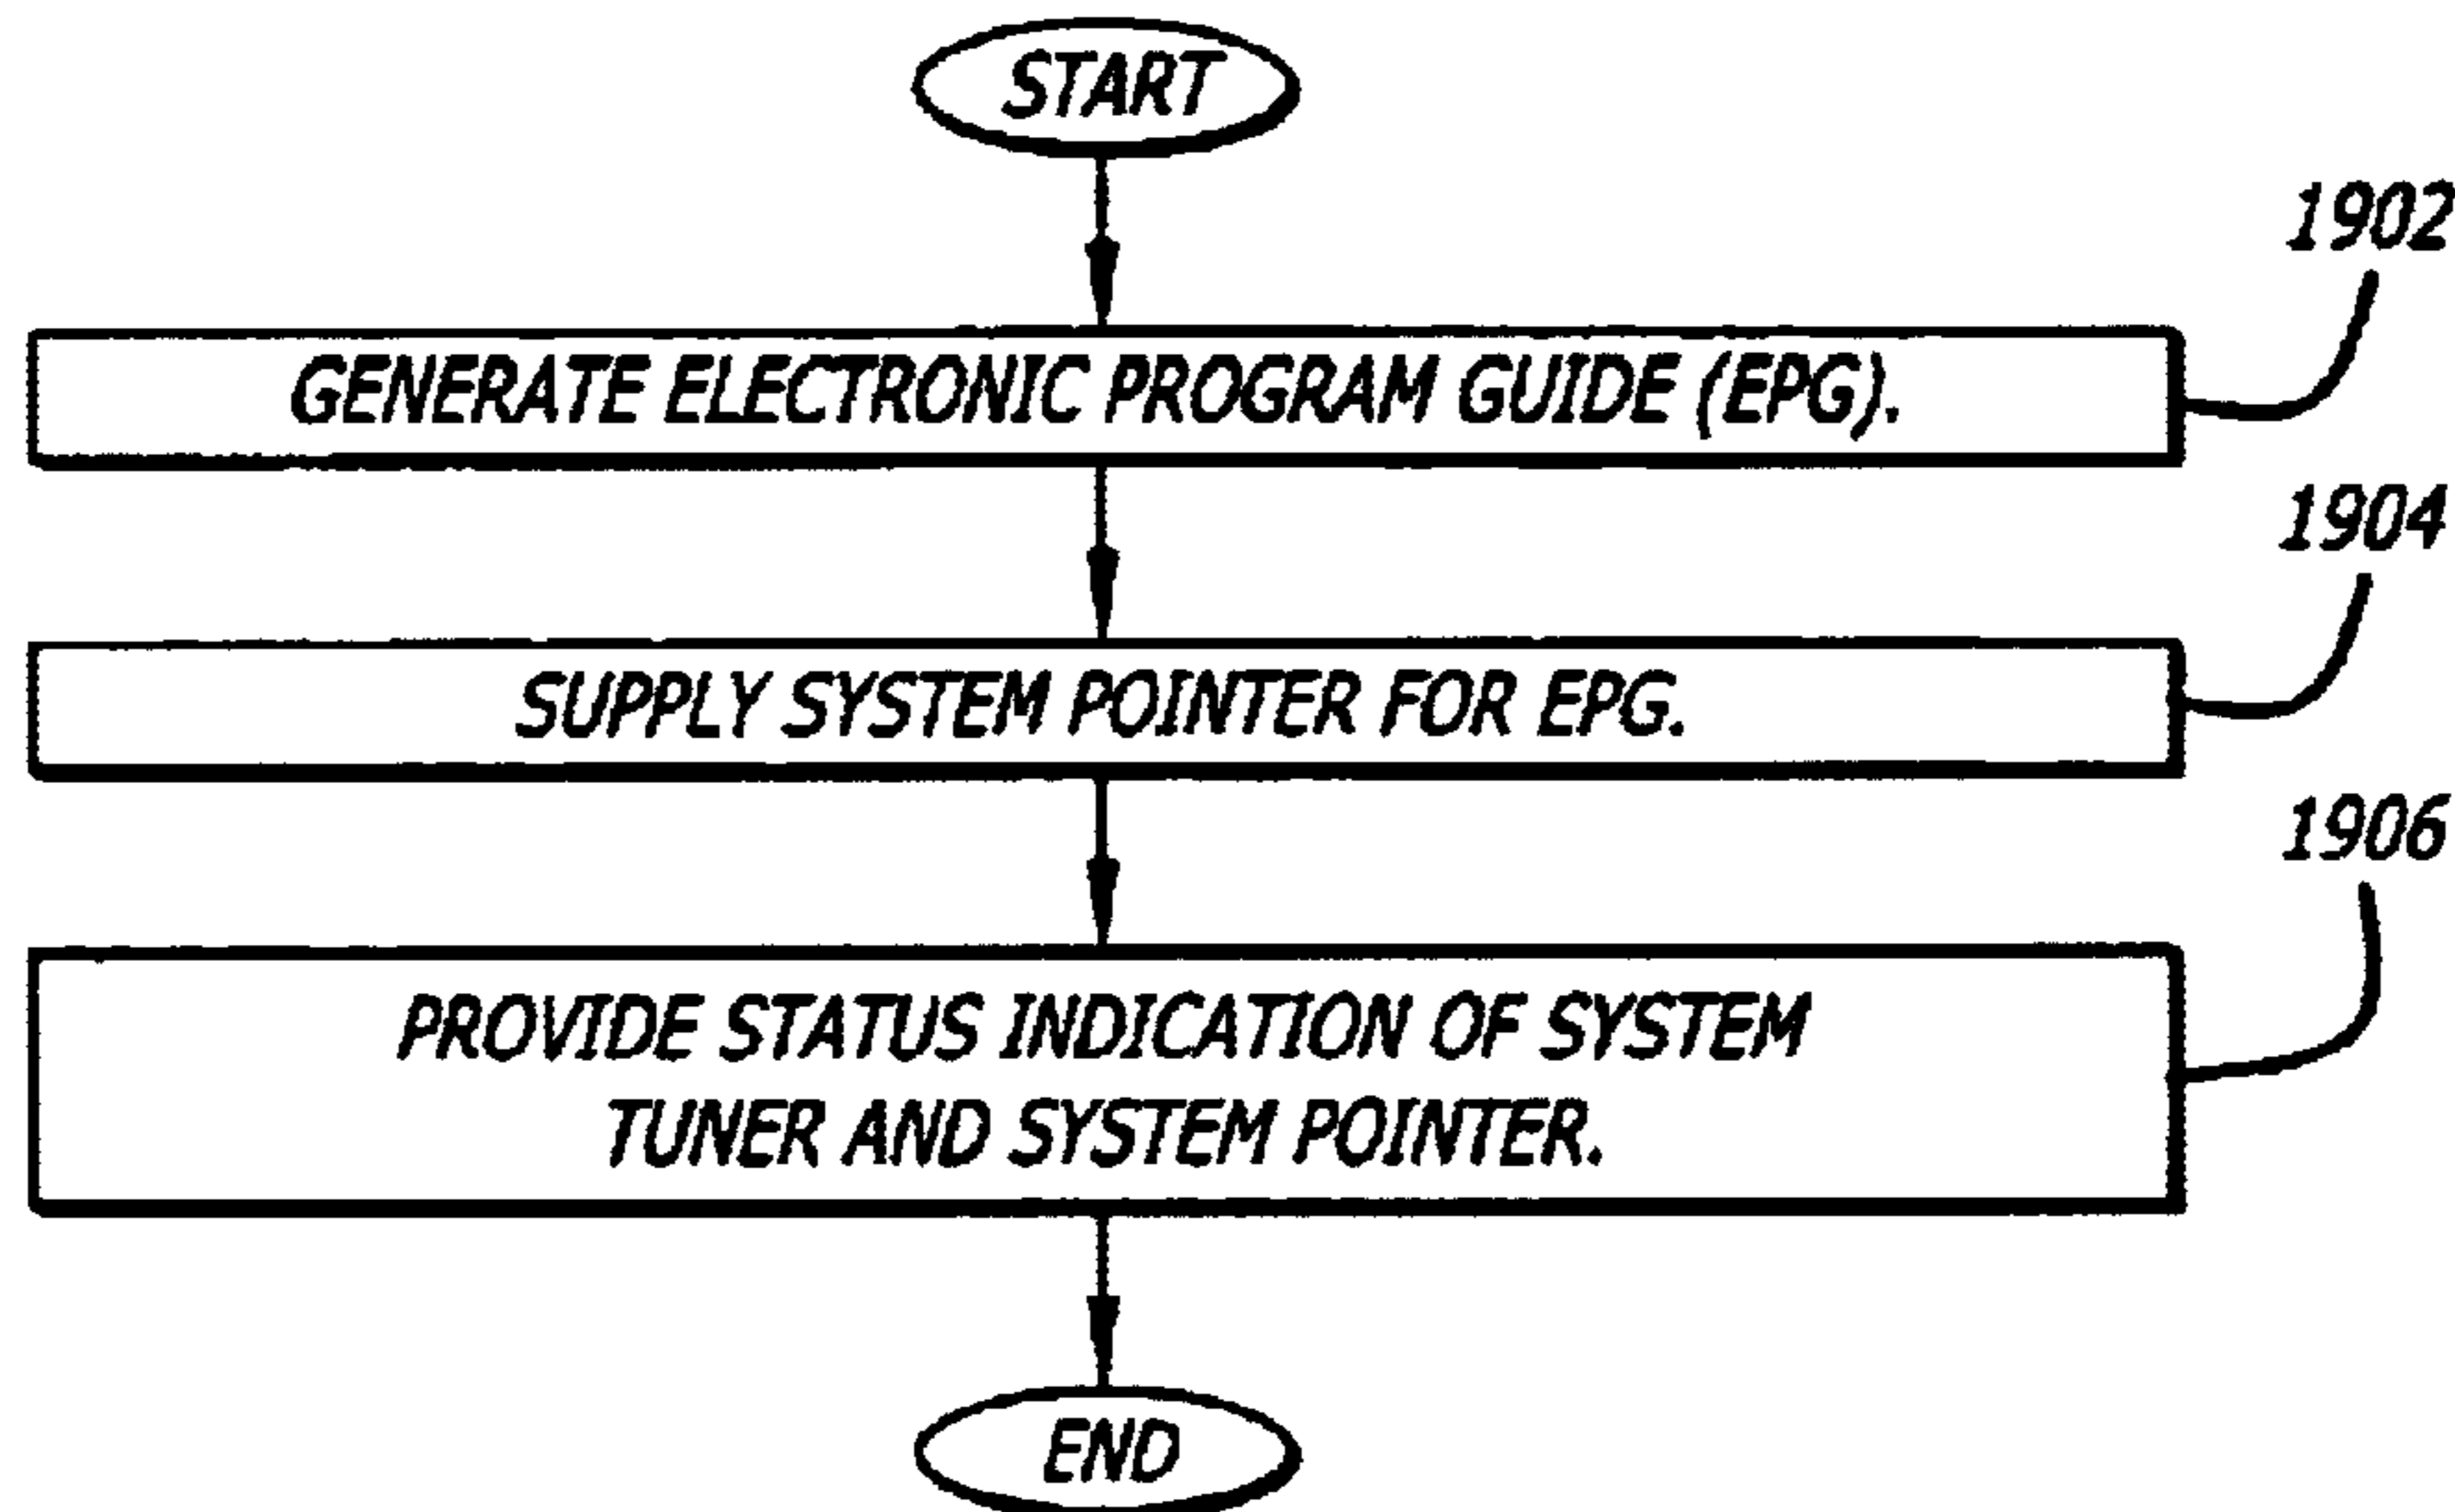 START
1902
GENERATE ELECTRONIC PROGRAM GUIDE (EPG).
1904
SUPPLY SYSTEM POINTER FOR EPG.
1906
PROVIDE STATUS INDICATION OF SYSTEM
TUNER AND SYSTEM POINTER.
END